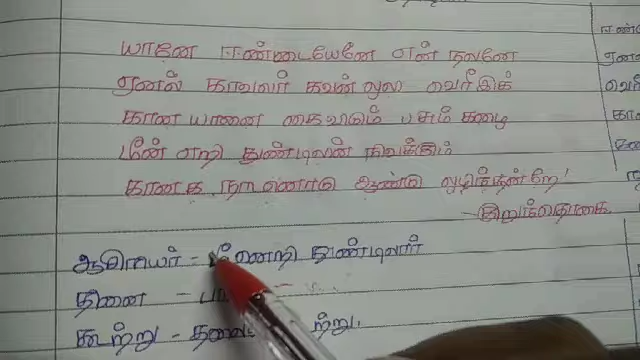 யானே ஈண்டையேனே என் நலனே
ஏனல் காவலர் கவண் ஒலி வெரீஇக்
கான யானை கைவிடும் பசும் கழை
மீன் எறி தூண்டிலின் நிவக்கும்
கானக நாடனொடு ஆண்டு ஒழிந்தன்றே!
- குறுந்தொகை
ஆசிரியர் - மீனெறி தூண்டிலார்
திணை -
கூற்று -